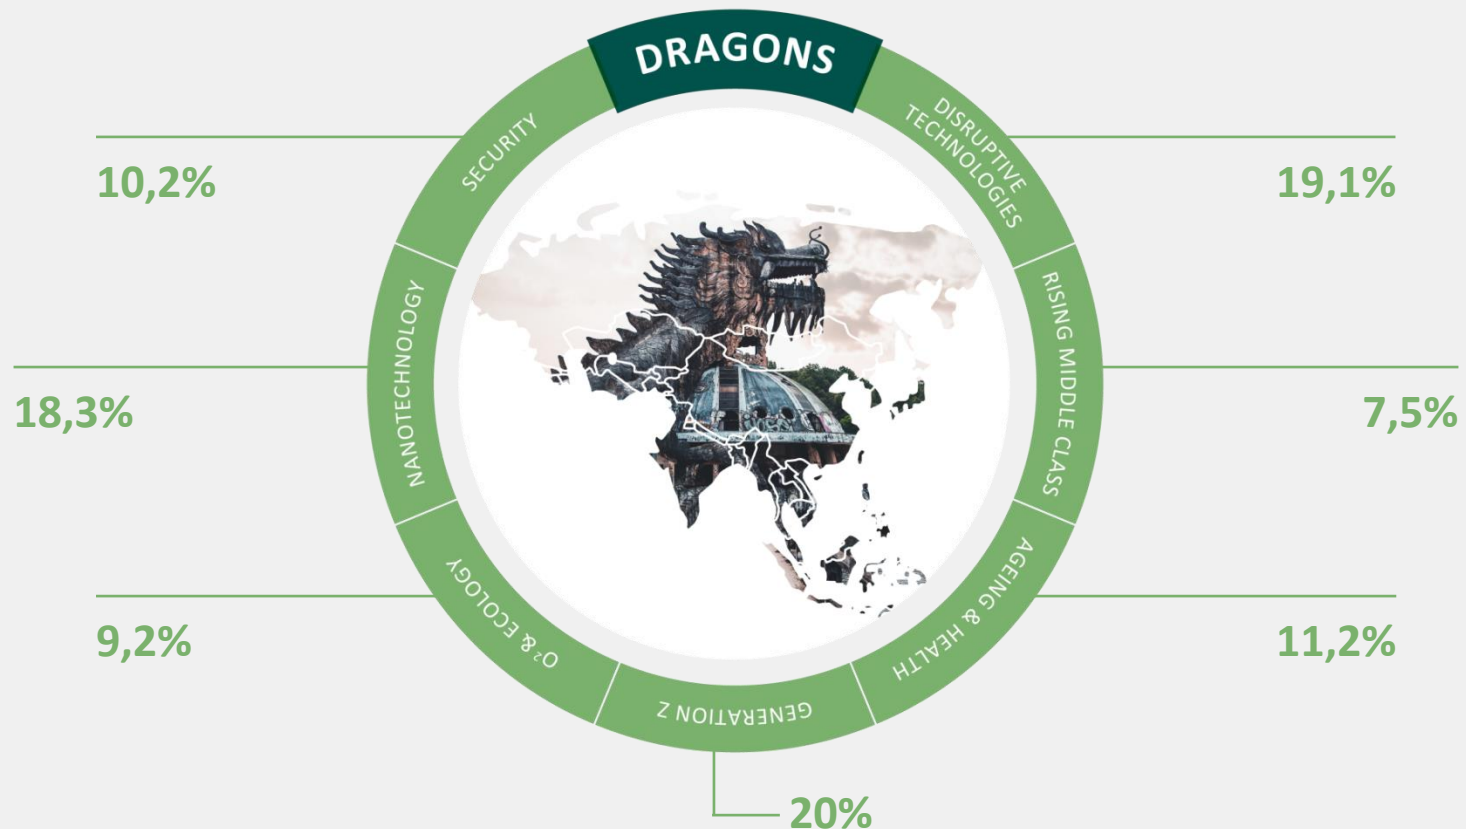 DRAGONS
DISRUPTIVE
TECHNOLOGIES
19,1%
RISING MIDDLE CLASS
7,5%
AGEING & HEALTH
11,2%
GENERATION Z
20%
O² & ECOLOGY
9,2%
NANOTECHNOLOGY
18,3%
SECURITY
10,2%